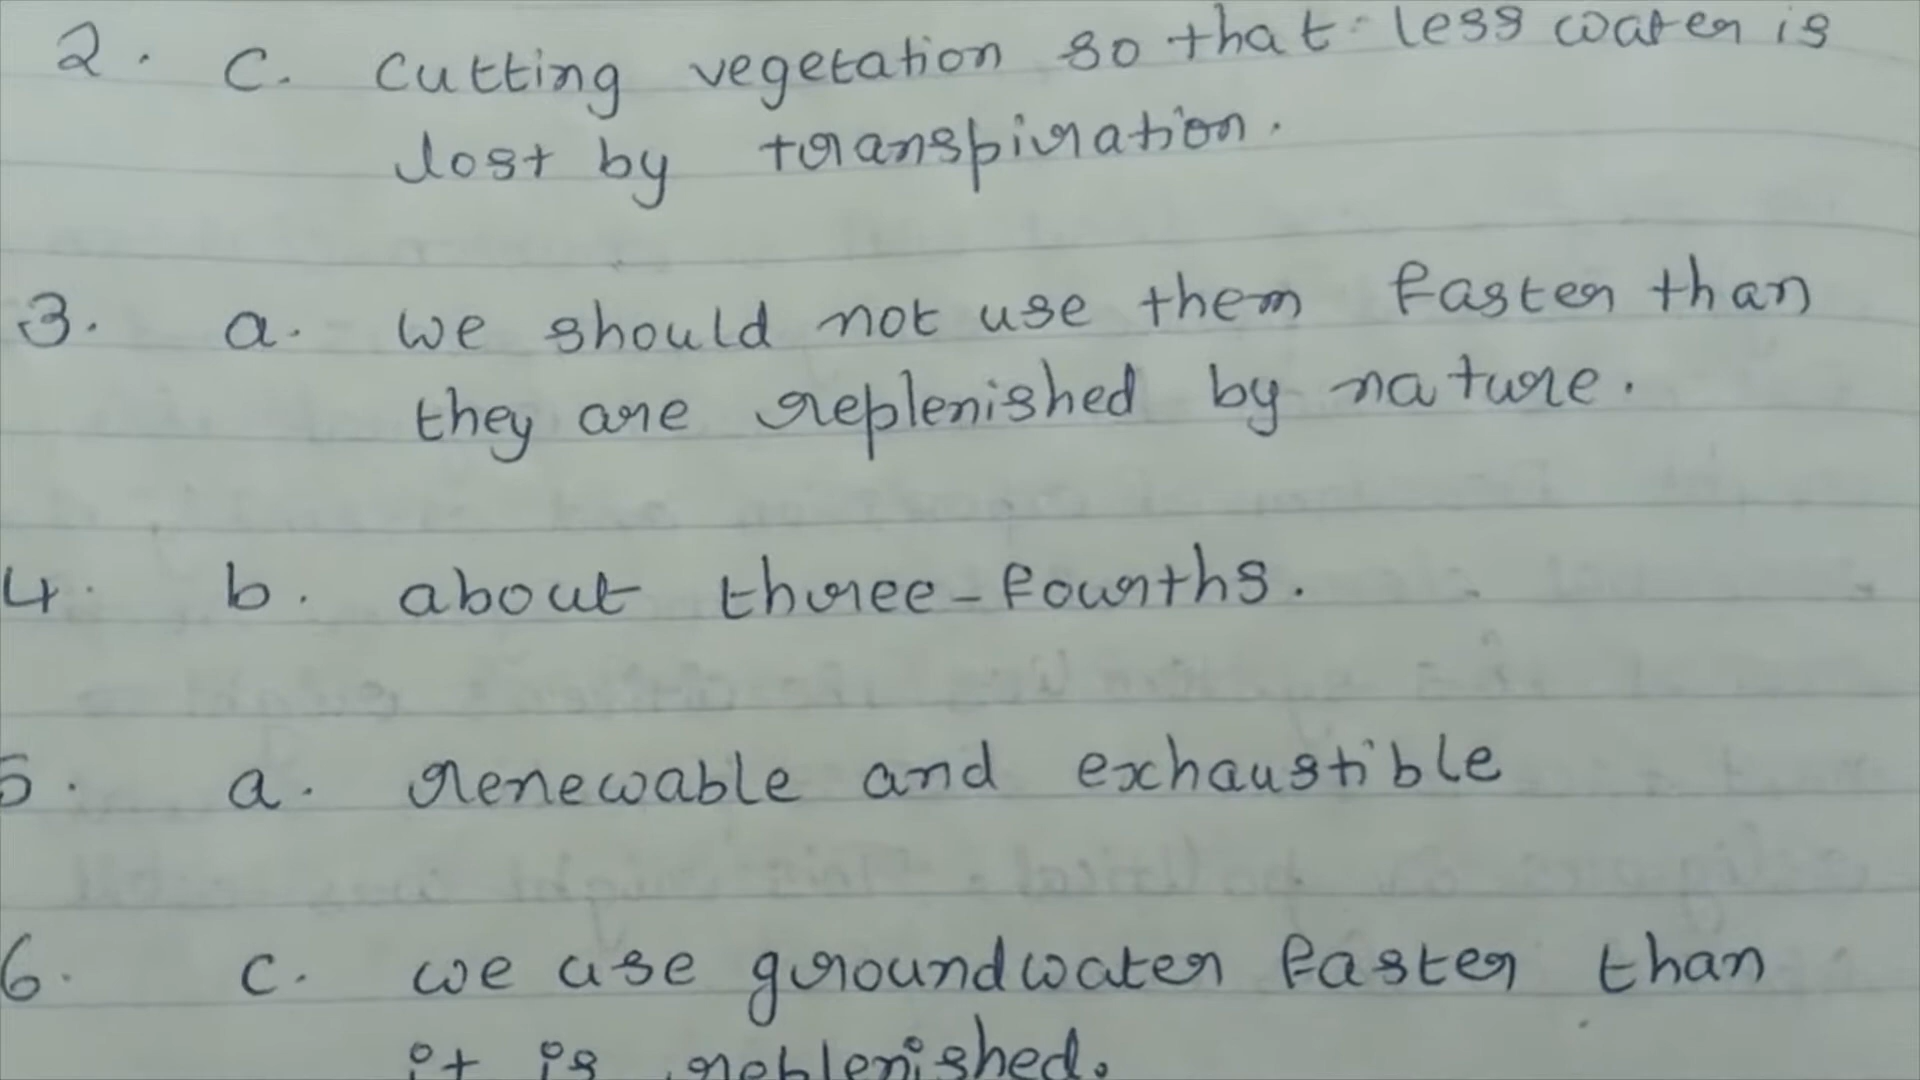 2. c. cutting vegetation so that less water is
lost by transpiration.
3. a. we should not use them faster than
they are replenished by nature.
4. b. about three-fourths.
5. a. renewable and exhaustible
6. c. we use groundwater faster than
it is replenished.